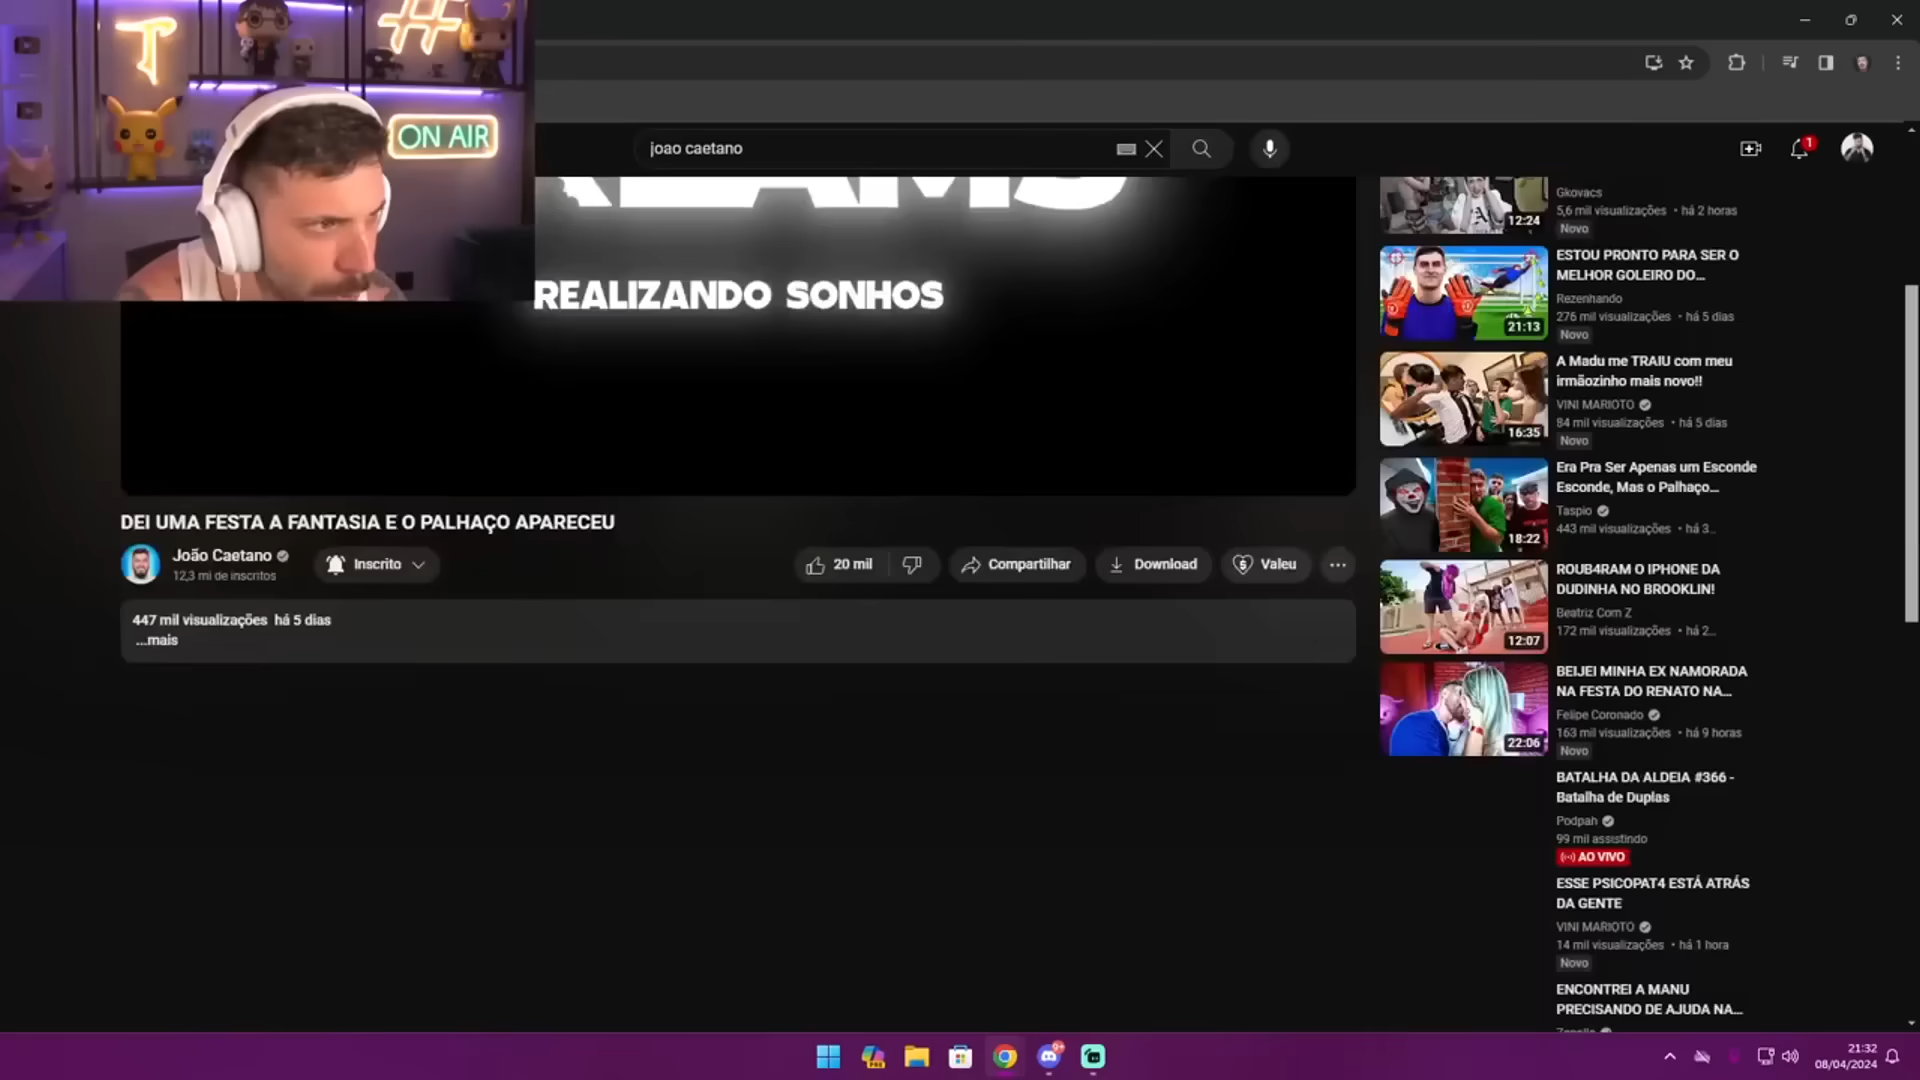 T
#
ON AIR
joao caetano
1
REALIZANDO SONHOS
DEI UMA FESTA A FANTASIA E O PALHAÇO APARECEU
João Caetano
12,3 mi de inscritos
Inscrito
20 mil
Compartilhar
Download
Valeu
447 mil visualizações há 5 dias
...mais
12:24
Gkovacs
5,6 mil visualizações • há 2 horas
Novo
21:13
ESTOU PRONTO PARA SER O
MELHOR GOLEIRO DO...
Rezenhando
276 mil visualizações • há 5 dias
Novo
16:35
A Madu me TRAIU com meu
irmãozinho mais novo!!
VINI MARIOTO
84 mil visualizações • há 5 dias
Novo
18:22
Era Pra Ser Apenas um Esconde
Esconde, Mas o Palhaço...
Taspio
443 mil visualizações • há 3...
12:07
ROUB4RAM O IPHONE DA
DUDINHA NO BROOKLIN!
Beatriz Com Z
172 mil visualizações • há 2...
22:06
BEIJEI MINHA EX NAMORADA
NA FESTA DO RENATO NA...
Felipe Coronado
163 mil visualizações • há 9 horas
Novo
BATALHA DA ALDEIA #366 -
Batalha de Duplas
Podpah
99 mil assistindo
AO VIVO
ESSE PSICOPAT4 ESTÁ ATRÁS
DA GENTE
VINI MARIOTO
14 mil visualizações • há 1 hora
Novo
ENCONTREI A MANU
PRECISANDO DE AJUDA NA...
21:32
08/04/2024